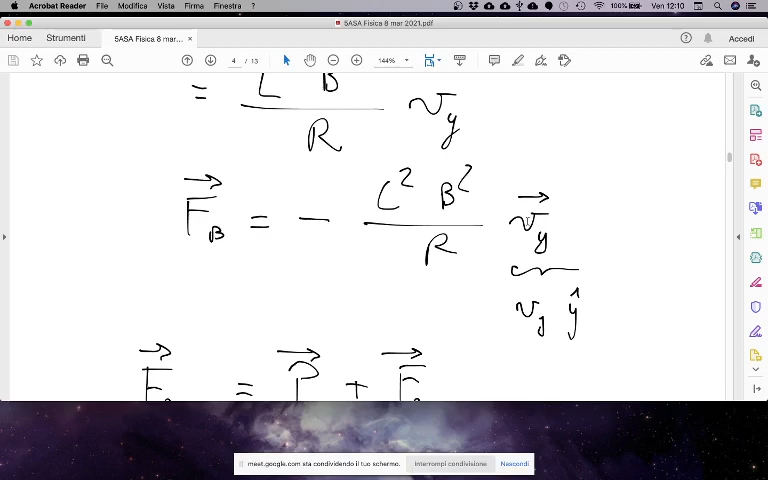 Acrobat Reader File Modifica Vista Firma Finestra ? 100% Ven 12:10
5ASA Fisica 8 mar 2021.pdf
Home Strumenti 5ASA Fisica 8 mar... × ? Accedi
4 / 13 144%
= L B
R v_y
F_B = - L² B² v_y
R
v_y ŷ
= P +
meet.google.com sta condividendo il tuo schermo. Interrompi condivisione Nascondi